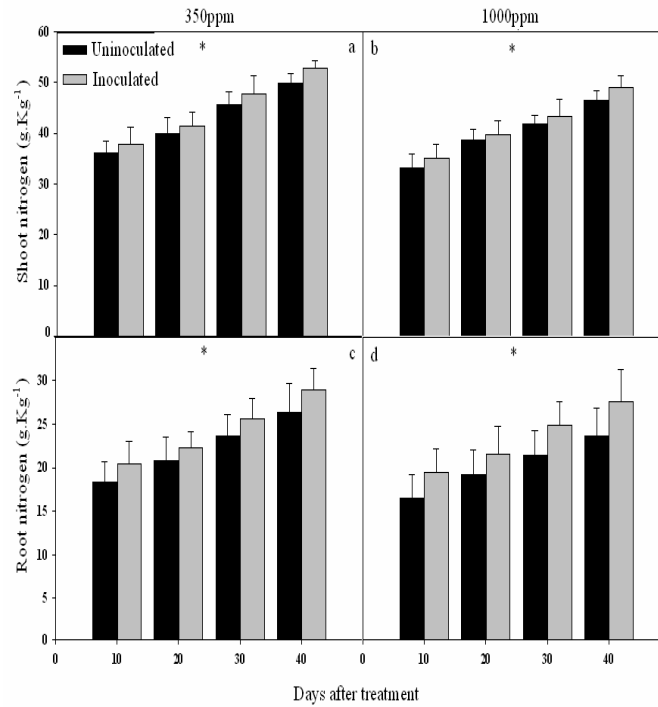 350ppm 1000ppm
60
50
40
30
20
10
0
Shoot nitrogen (g.Kg-1)
Uninoculated
Inoculated
* a
b *
30
25
20
15
10
5
0
Root nitrogen (g.Kg-1)
* c
d *
0 10 20 30 40 0 10 20 30 40
Days after treatment